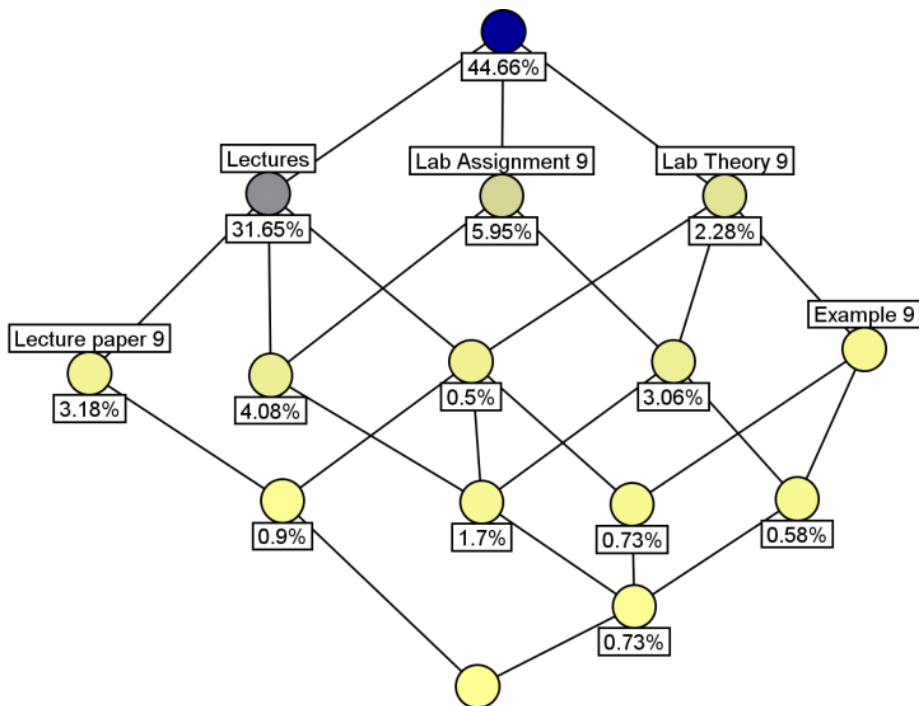 44.66%
Lectures
Lab Assignment 9
Lab Theory 9
31.65%
5.95%
2.28%
Lecture paper 9
Example 9
3.18%
4.08%
0.5%
3.06%
0.9%
1.7%
0.73%
0.58%
0.73%